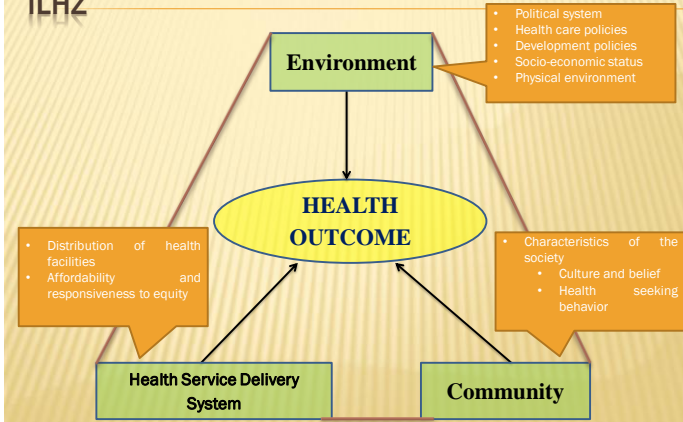 ILHZ
• Political system
• Health care policies
• Development policies
• Socio-economic status
• Physical environment
Environment
HEALTH
OUTCOME
• Distribution of health
facilities
• Affordability and
responsiveness to equity
• Characteristics of the
society
• Culture and belief
• Health seeking
behavior
Health Service Delivery
System
Community